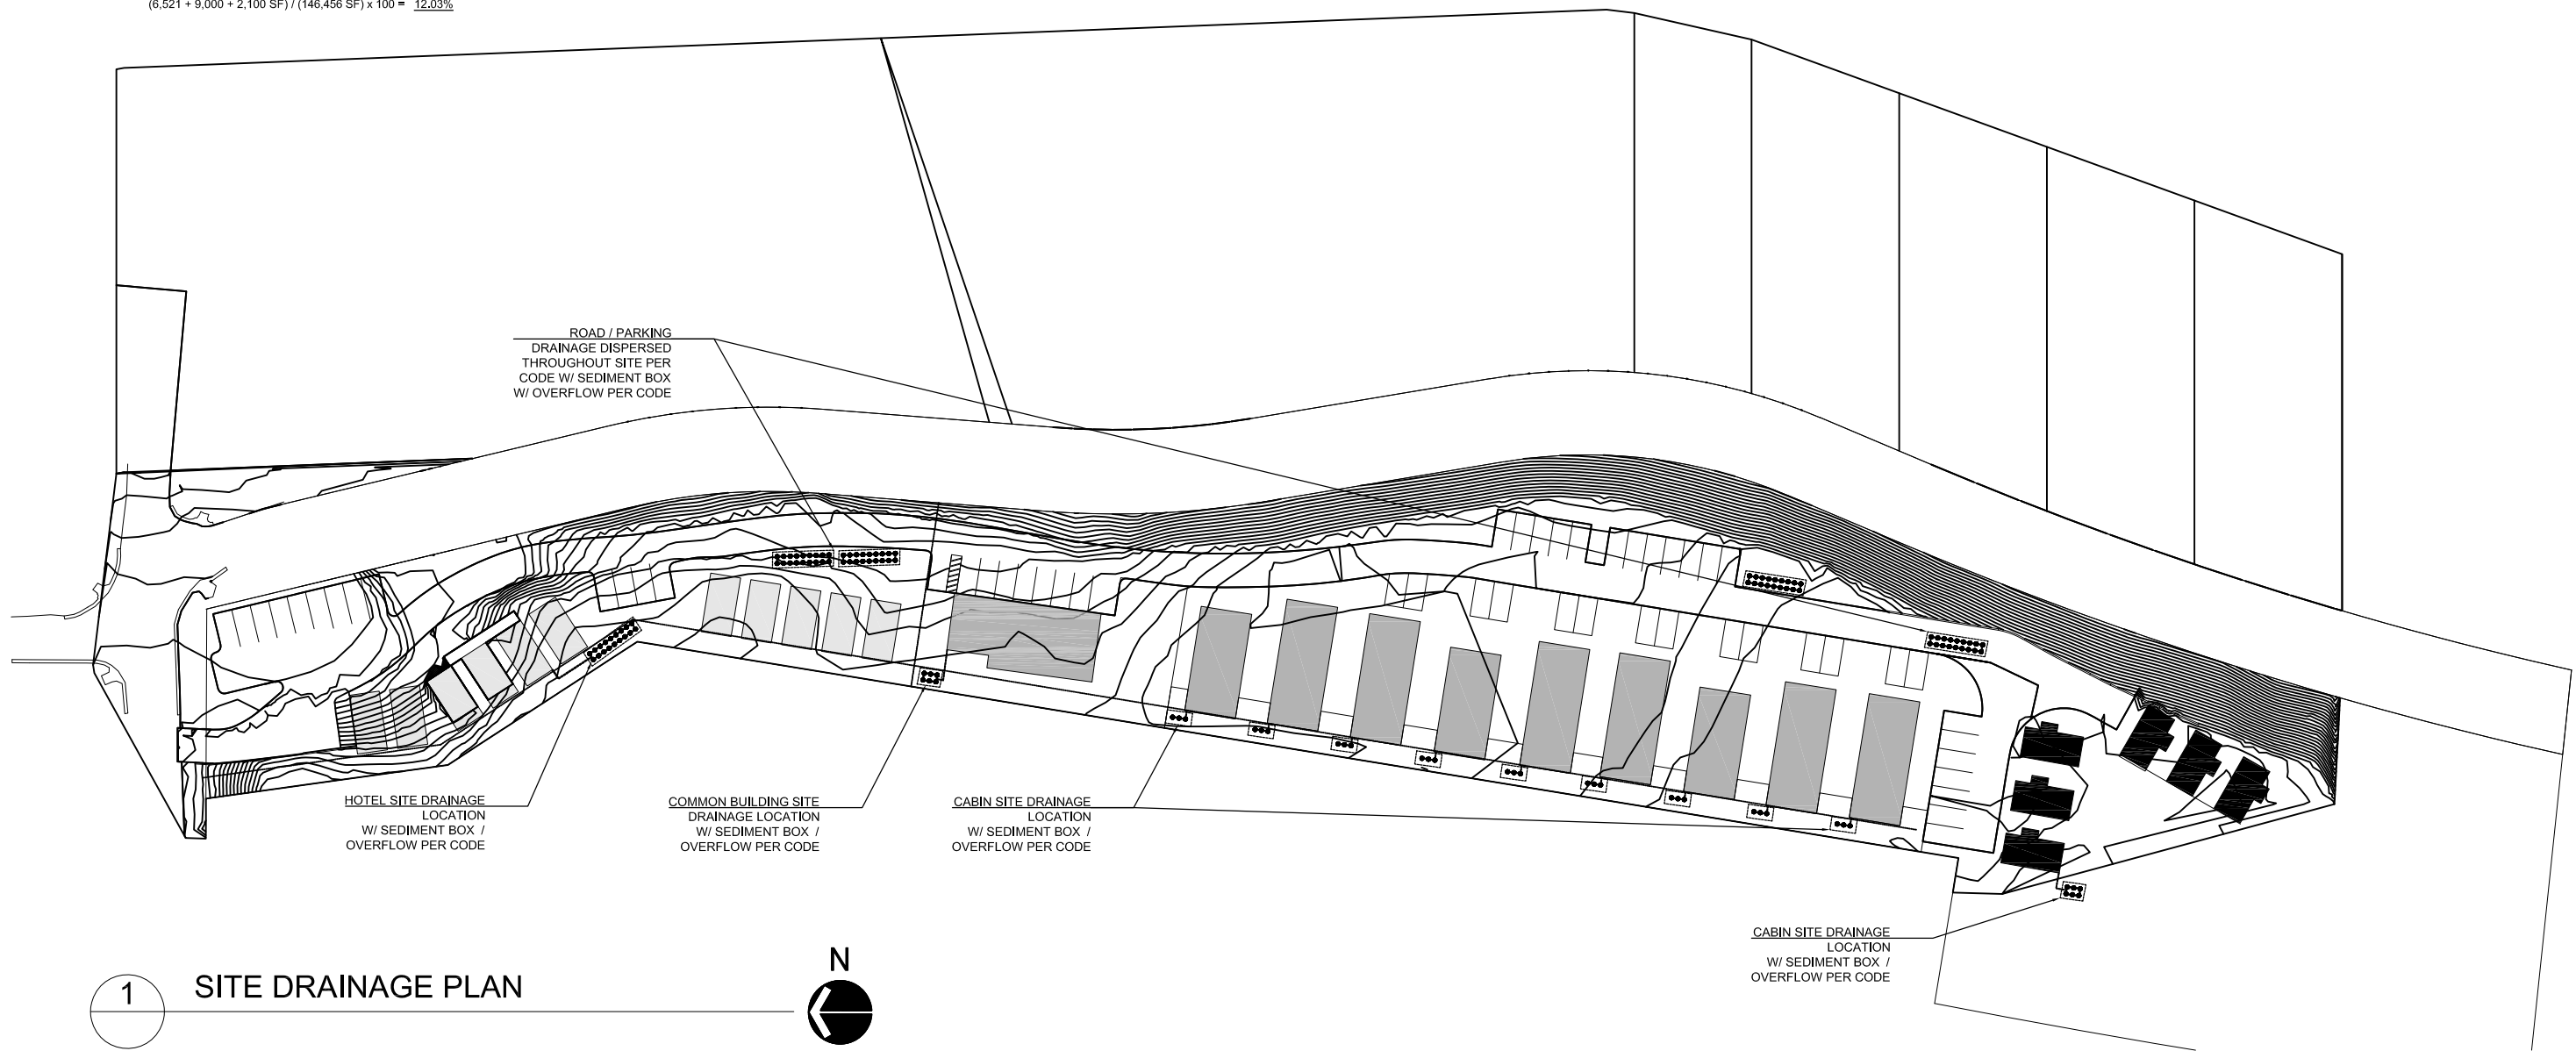 (6,521 + 9,000 + 2,100 SF) / (146,456 SF) x 100 = 12.03%
ROAD / PARKING
DRAINAGE DISPERSED
THROUGHOUT SITE PER
CODE W/ SEDIMENT BOX
W/ OVERFLOW PER CODE
HOTEL SITE DRAINAGE
LOCATION
W/ SEDIMENT BOX /
OVERFLOW PER CODE
COMMON BUILDING SITE
DRAINAGE LOCATION
W/ SEDIMENT BOX /
OVERFLOW PER CODE
CABIN SITE DRAINAGE
LOCATION
W/ SEDIMENT BOX /
OVERFLOW PER CODE
CABIN SITE DRAINAGE
LOCATION
W/ SEDIMENT BOX /
OVERFLOW PER CODE
1 SITE DRAINAGE PLAN
N